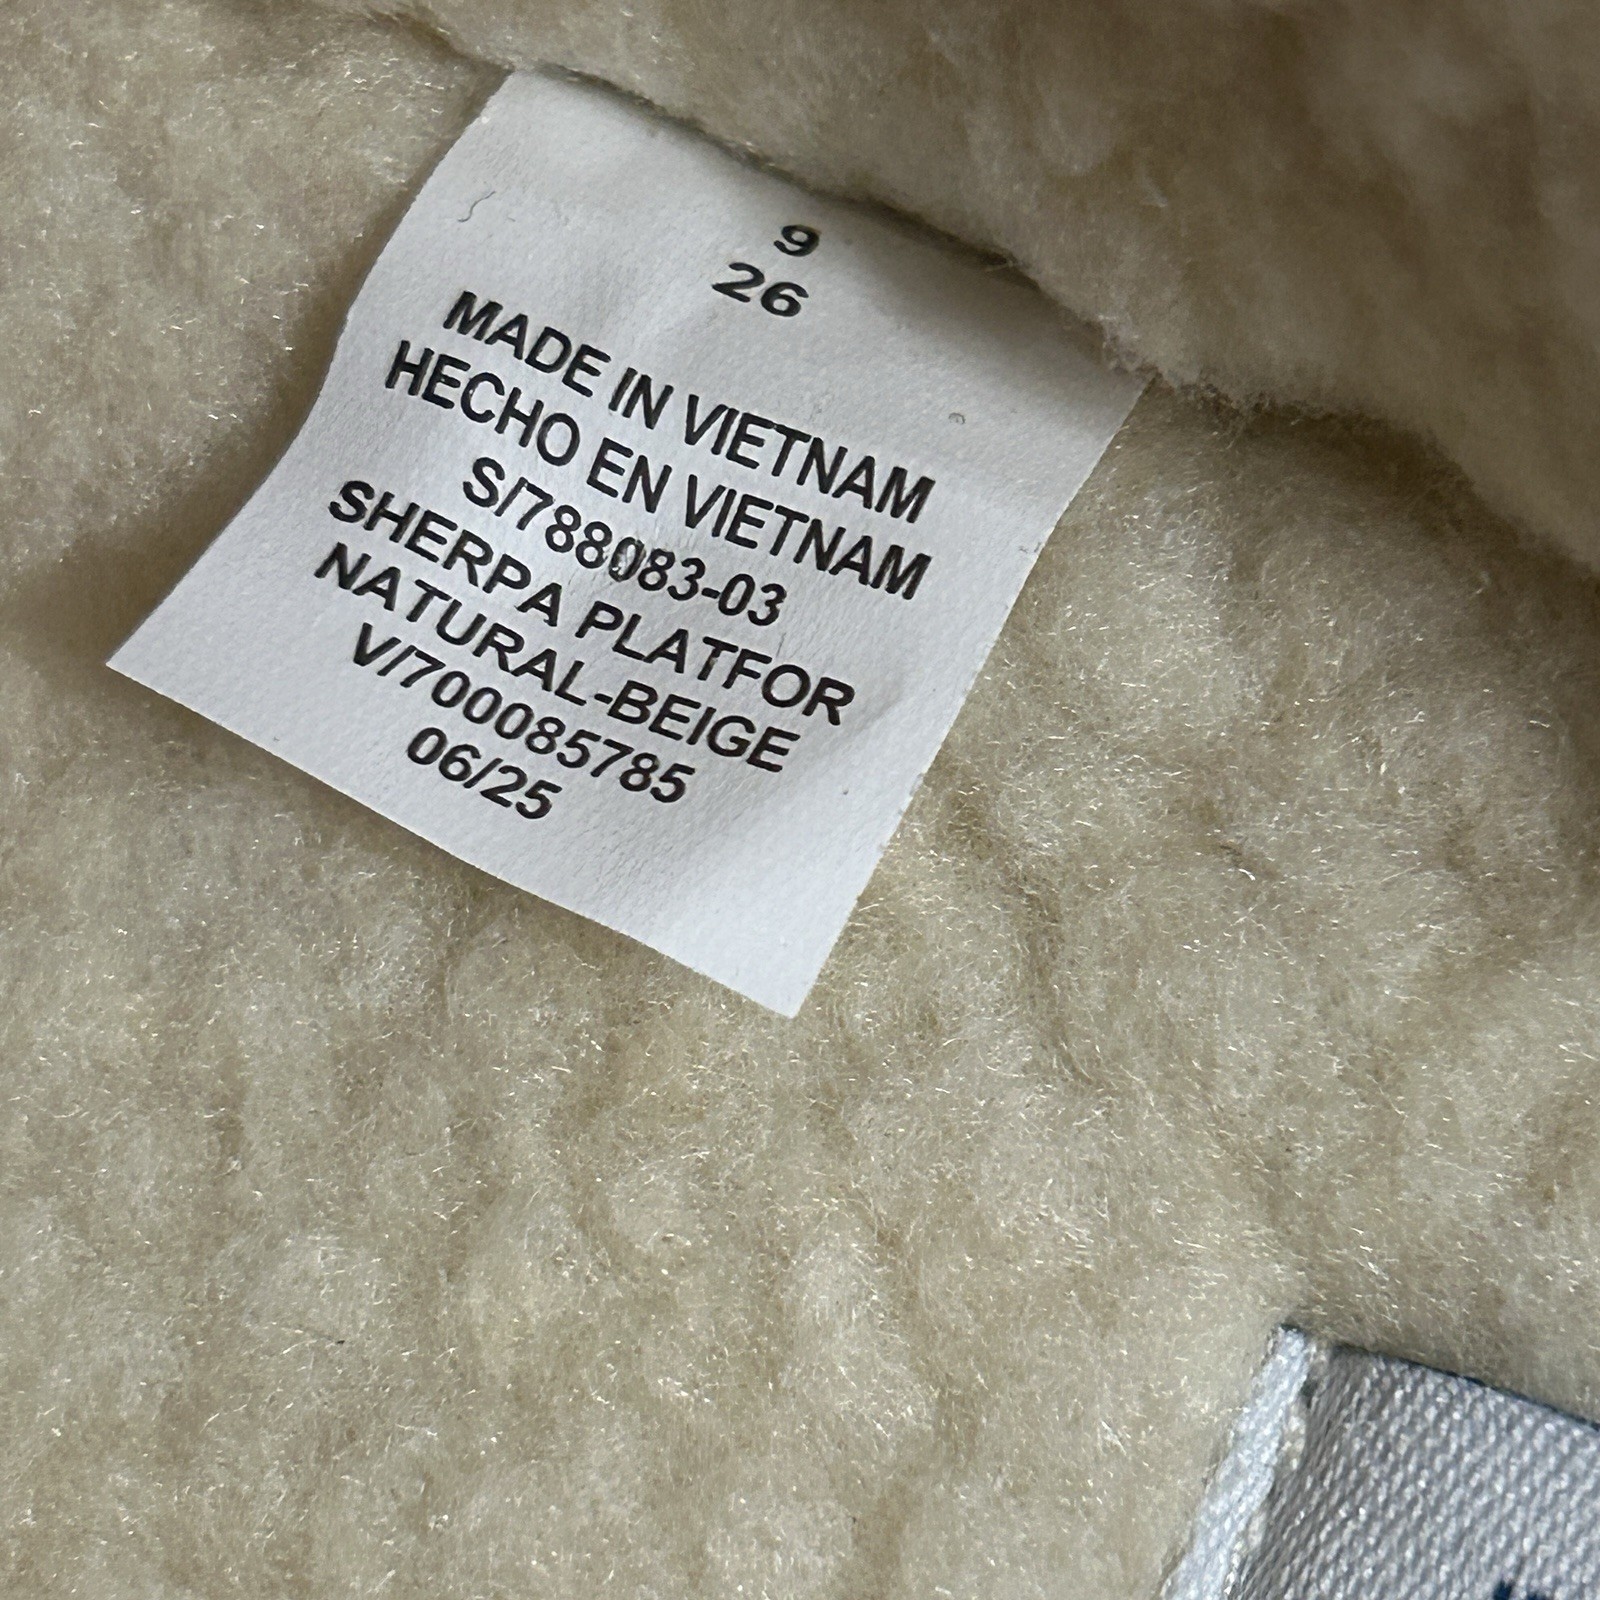 9
26
MADE IN VIETNAM
HECHO EN VIETNAM
S/788083-03
SHERPA PLATFOR
NATURAL-BEIGE
V/700085785
06/25